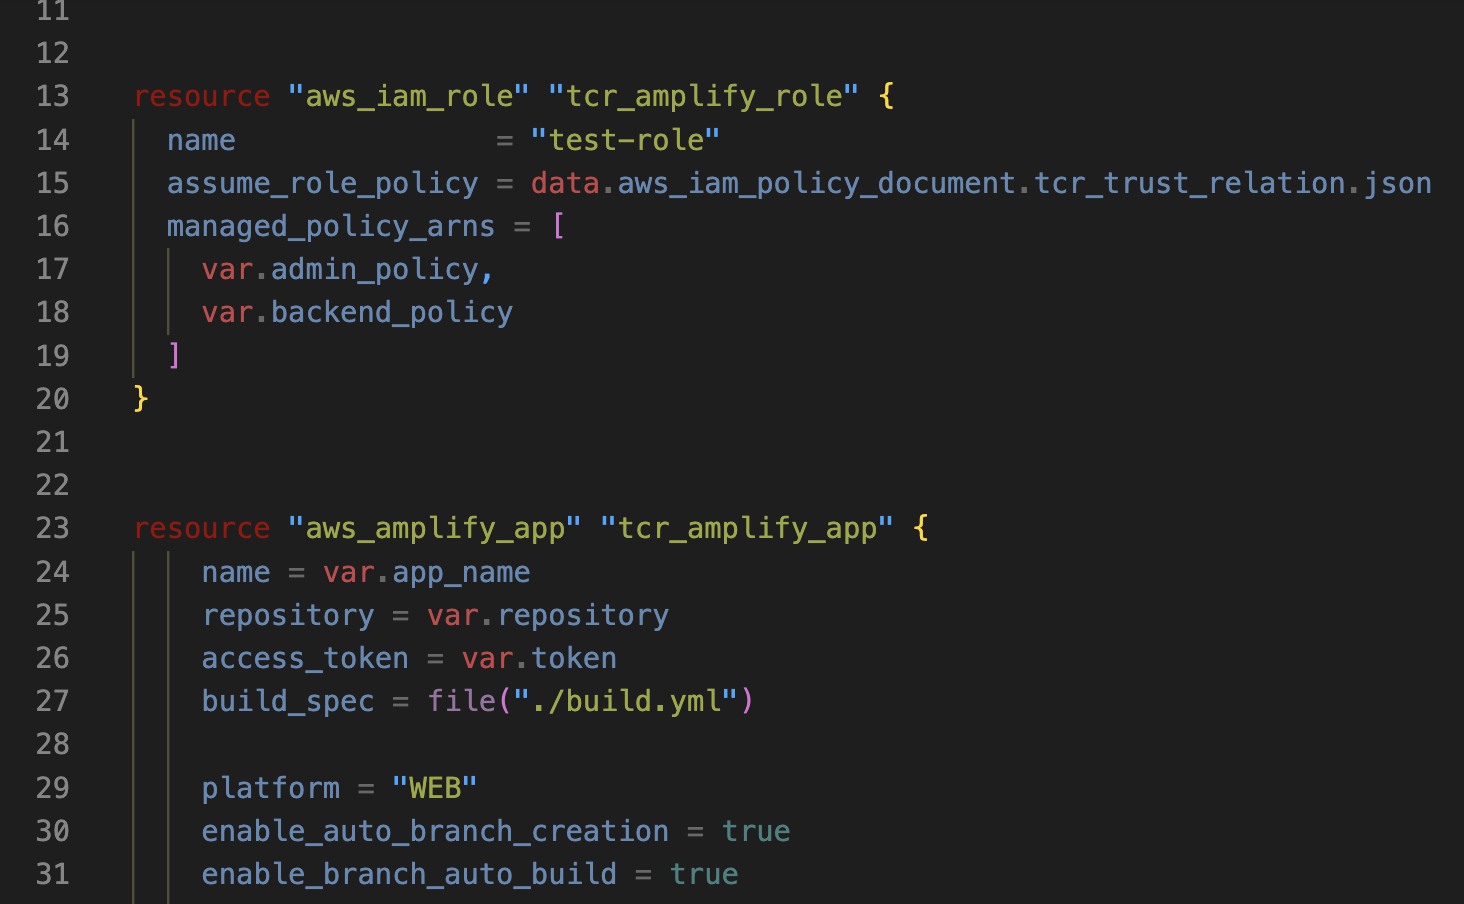 11
12
13 resource "aws_iam_role" "tcr_amplify_role" {
14   name               = "test-role"
15   assume_role_policy = data.aws_iam_policy_document.tcr_trust_relation.json
16   managed_policy_arns = [
17     var.admin_policy,
18     var.backend_policy
19   ]
20 }
21
22
23 resource "aws_amplify_app" "tcr_amplify_app" {
24     name = var.app_name
25     repository = var.repository
26     access_token = var.token
27     build_spec = file("./build.yml")
28
29     platform = "WEB"
30     enable_auto_branch_creation = true
31     enable_branch_auto_build = true